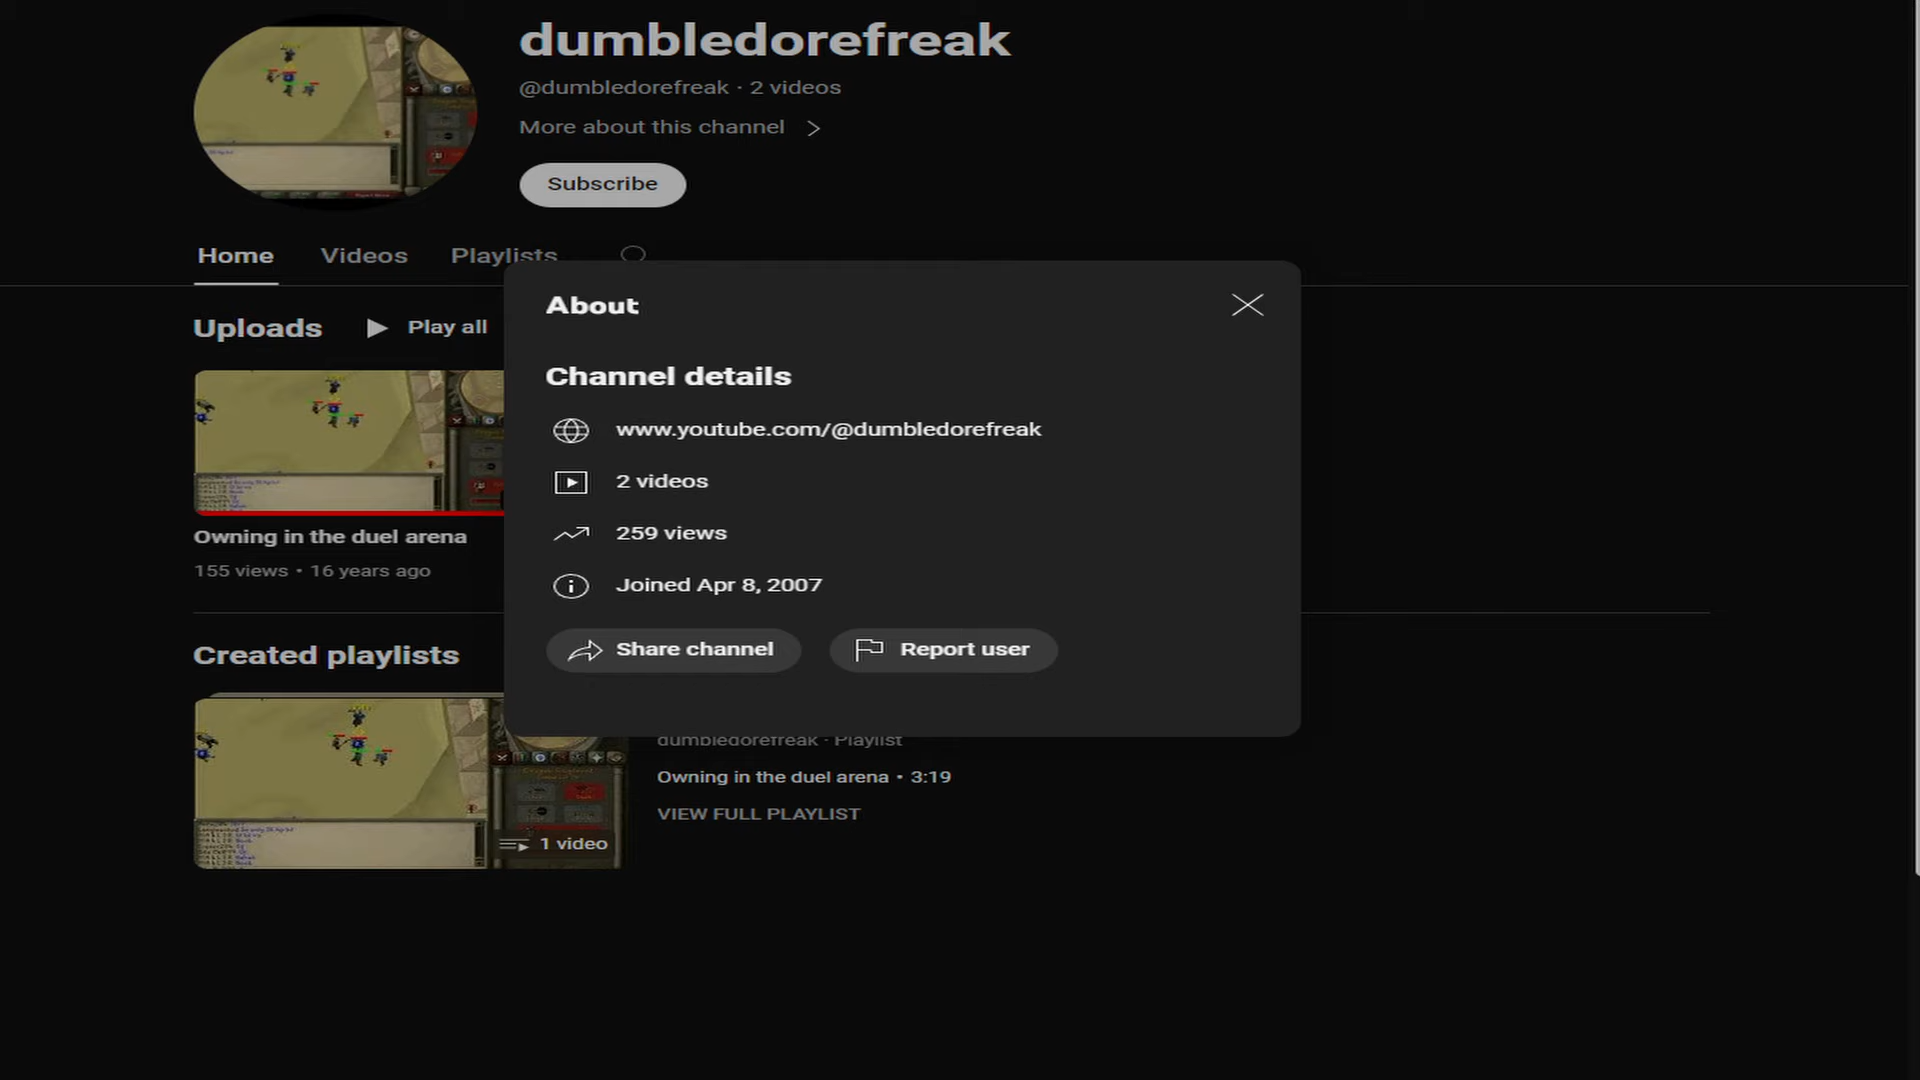 dumbledorefreak
@dumbledorefreak · 2 videos
More about this channel
Subscribe
Home
Videos
Playlists
Uploads
Play all
Owning in the duel arena
155 views • 16 years ago
Created playlists
1 video
About
Channel details
www.youtube.com/@dumbledorefreak
2 videos
259 views
Joined Apr 8, 2007
Share channel
Report user
dumbledorefreak · Playlist
Owning in the duel arena • 3:19
VIEW FULL PLAYLIST